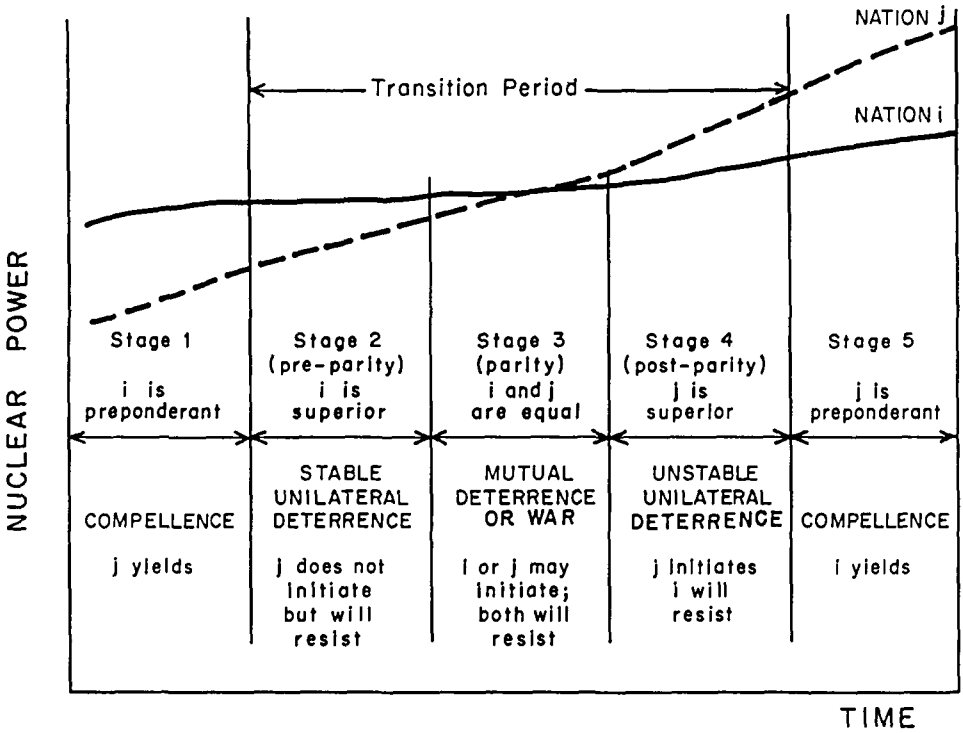 NATION j
Transition Period
NATION i
NUCLEAR POWER
Stage 1
i is
preponderant
Stage 2
(pre-parity)
i is
superior
Stage 3
(parity)
i and j
are equal
Stage 4
(post-parity)
j is
superior
Stage 5
j is
preponderant
COMPELLENCE
j yields
STABLE
UNILATERAL
DETERRENCE
j does not
initiate
but will
resist
MUTUAL
DETERRENCE
OR WAR
i or j may
initiate;
both will
resist
UNSTABLE
UNILATERAL
DETERRENCE
j initiates
i will
resist
COMPELLENCE
i yields
TIME